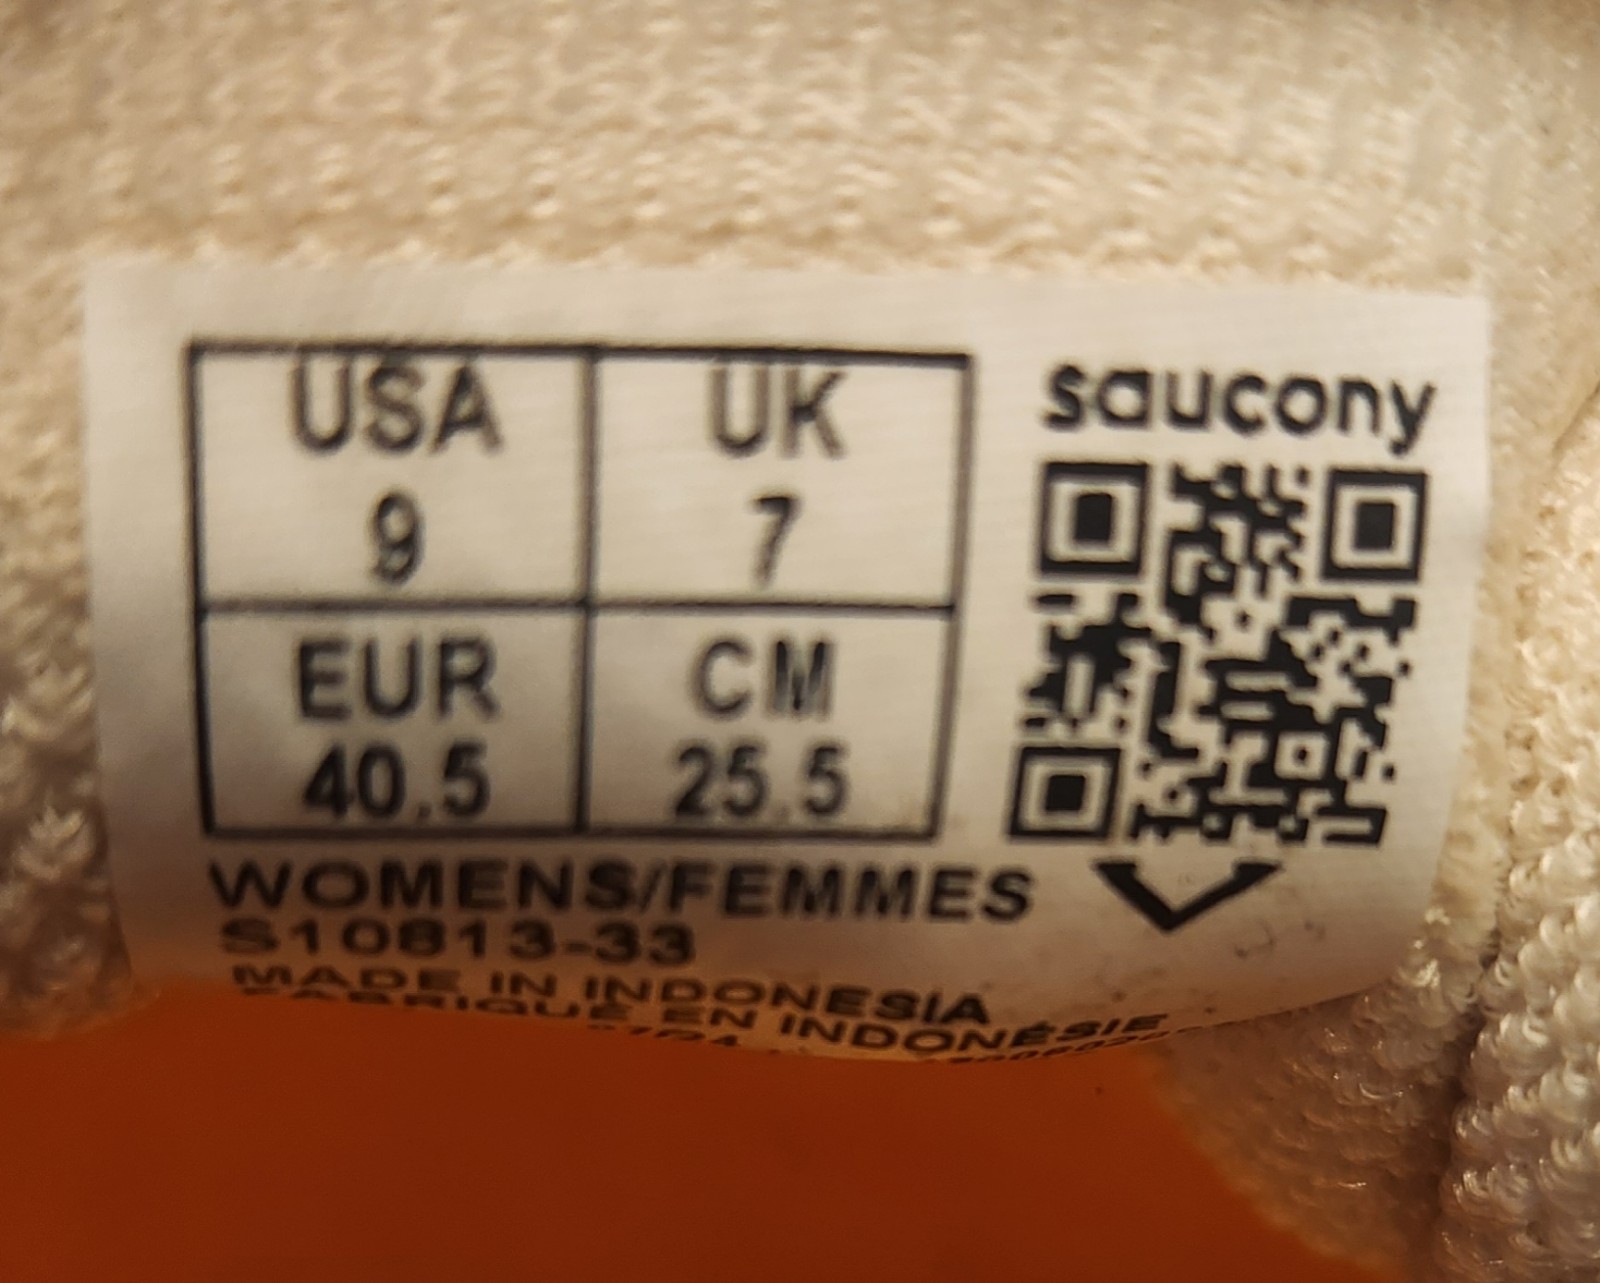 USA
9
UK
7
EUR
40.5
CM
25.5
saucony
WOMENS/FEMMES
S10813-33
MADE IN INDONESIA
FABRIQUÉ EN INDONÉSIE